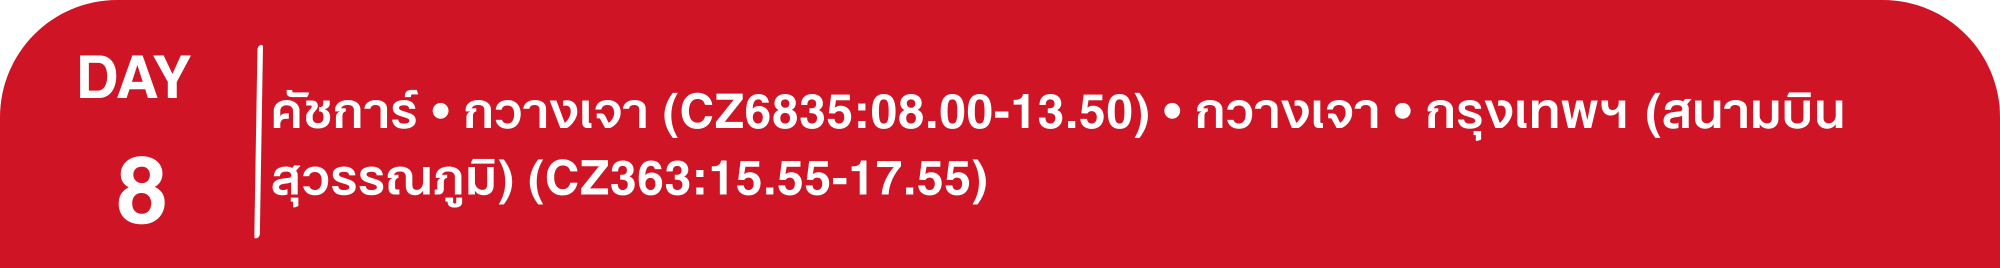 DAY
8
คัชการ์ • กวางเจา (CZ6835:08.00-13.50) • กวางเจา • กรุงเทพฯ (สนามบิน
สุวรรณภูมิ) (CZ363:15.55-17.55)